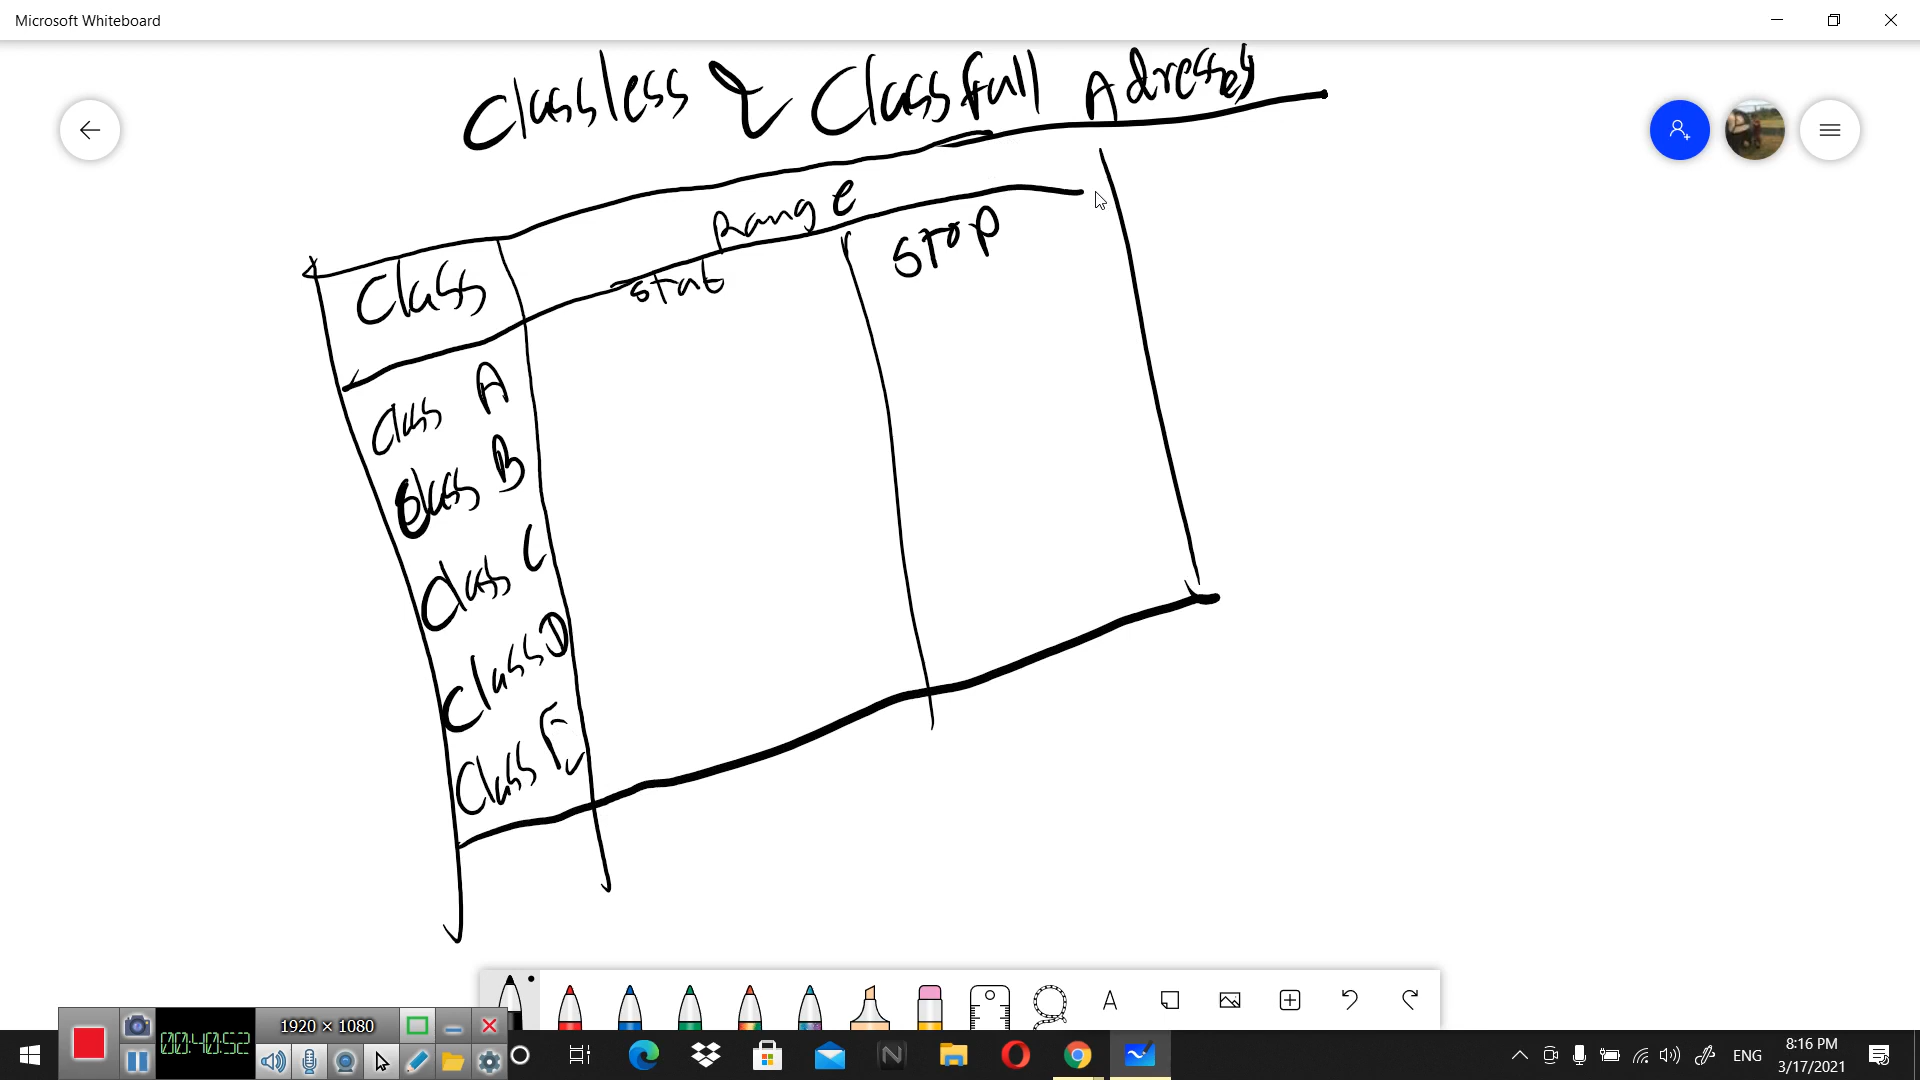 Microsoft Whiteboard
Classless & Classfull Adresses
Range
Class
stat
STOP
Class A
Class B
Class C
Class D
Class E
A
1920 × 1080
00:40:52
N
ENG
8:16 PM
3/17/2021